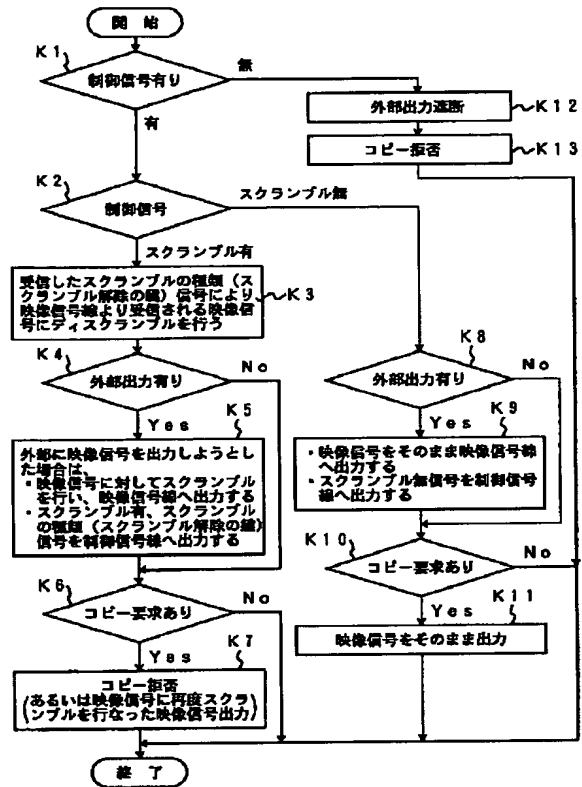 開 始
K1
制御信号有り
無
有
外部出力遮断
K12
コピー拒否
K13
K2
制御信号
スクランブル無
スクランブル有
受信したスクランブルの種類(ス
クランブル解除の鍵)信号により
映像信号線より受信される映像信
号にディスクランブルを行う
K3
K4
外部出力有り
No
Yes
K5
外部に映像信号を出力しようとし
た場合は、
・映像信号に対してスクランブル
を行い、映像信号線へ出力する
・スクランブル有、スクランブル
の種類(スクランブル解除の鍵)
信号を制御信号線へ出力する
K6
コピー要求あり
No
Yes
K7
コピー拒否
(あるいは映像信号に再度スクラ
ンブルを行なった映像信号出力)
K8
外部出力有り
No
Yes
K9
・映像信号をそのまま映像信号線
へ出力する
・スクランブル無信号を制御信号
線へ出力する
K10
コピー要求あり
No
Yes
K11
映像信号をそのまま出力
終 了